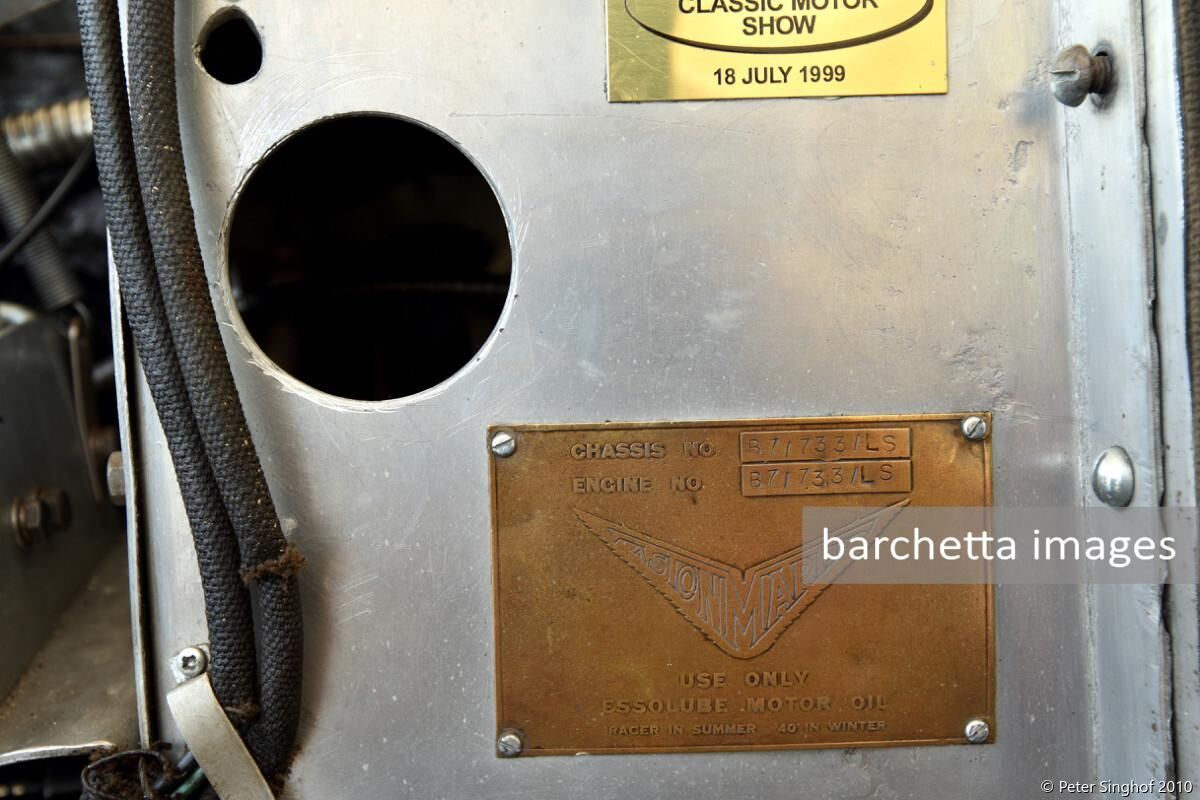 CLASSIC MOTOR
SHOW
18 JULY 1999
CHASSIS NO B7/733/LS
ENGINE NO B7/733/LS
ASTON MARTIN
barchetta images
USE ONLY
ESSOLUBE MOTOR OIL
RACER IN SUMMER 40 IN WINTER
© Peter Singhof 2010